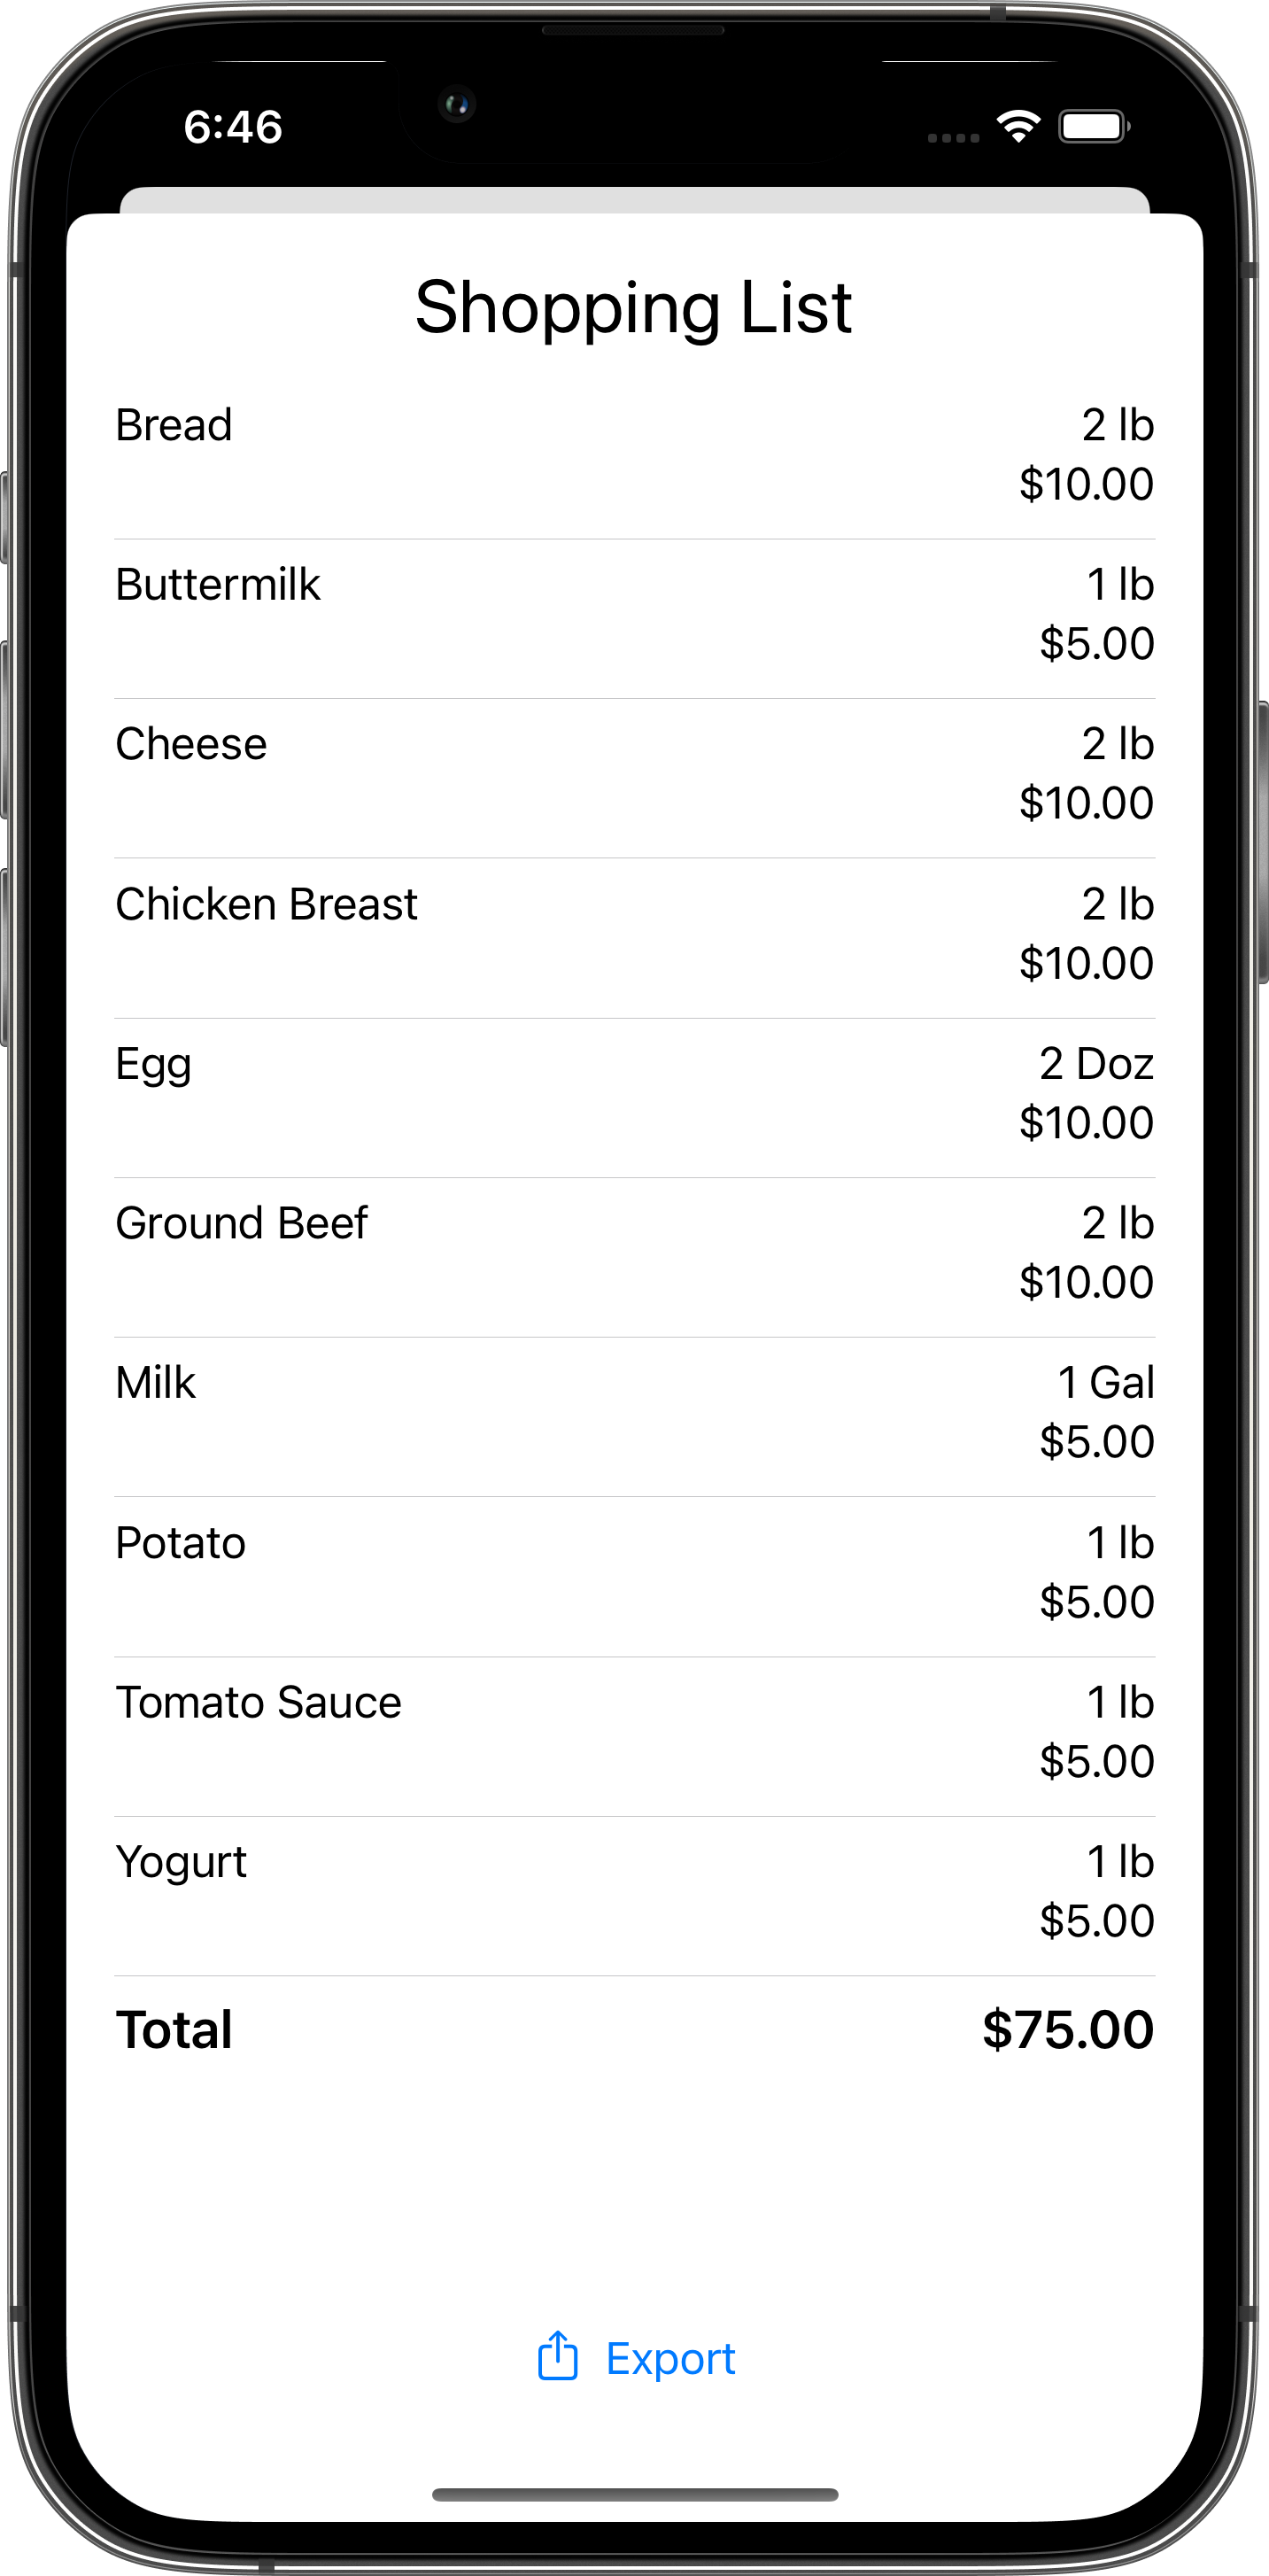 6:46
Shopping List
Bread 2 lb
$10.00
Buttermilk 1 lb
$5.00
Cheese 2 lb
$10.00
Chicken Breast 2 lb
$10.00
Egg 2 Doz
$10.00
Ground Beef 2 lb
$10.00
Milk 1 Gal
$5.00
Potato 1 lb
$5.00
Tomato Sauce 1 lb
$5.00
Yogurt 1 lb
$5.00
Total $75.00
Export